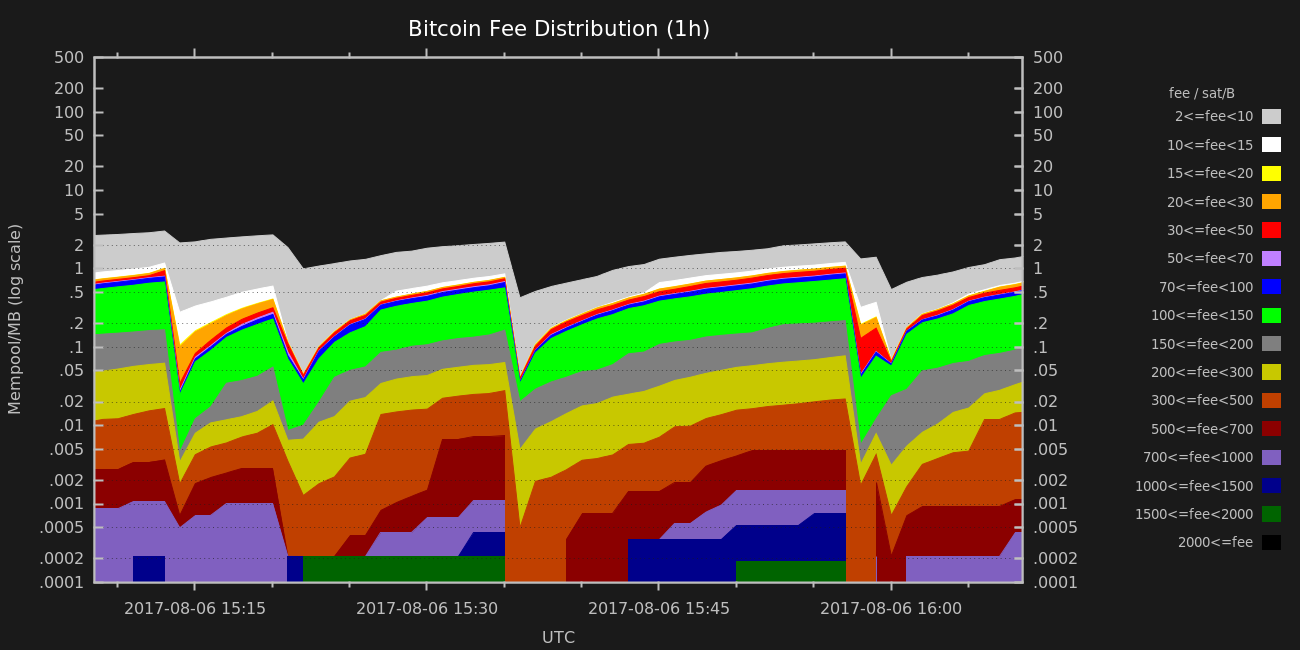 Bitcoin Fee Distribution (1h)
Mempool/MB (log scale)
500
200
100
50
20
10
5
2
1
.5
.2
.1
.05
.02
.01
.005
.002
.001
.0005
.0002
.0001
500
200
100
50
20
10
5
2
1
.5
.2
.1
.05
.02
.01
.005
.002
.001
.0005
.0002
.0001
2017-08-06 15:15
2017-08-06 15:30
2017-08-06 15:45
2017-08-06 16:00
UTC
fee / sat/B
2<=fee<10
10<=fee<15
15<=fee<20
20<=fee<30
30<=fee<50
50<=fee<70
70<=fee<100
100<=fee<150
150<=fee<200
200<=fee<300
300<=fee<500
500<=fee<700
700<=fee<1000
1000<=fee<1500
1500<=fee<2000
2000<=fee